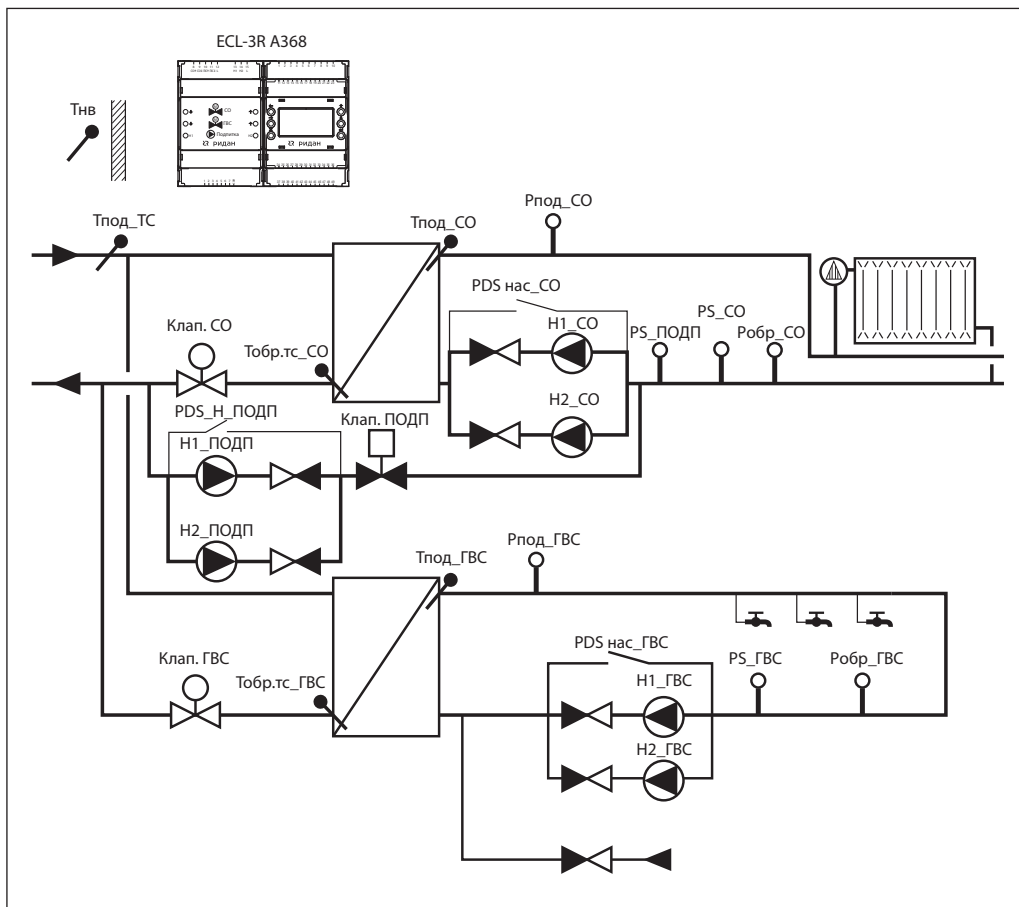 ECL-3R A368
Тнв
СО
ГВС
Подпитка
ридан
ридан
Рпод_СО
Тпод_ТС
Тпод_СО
PDS нас_СО
PS_СО
Клап. СО
Н1_СО
PS_ПОДП
Робр_СО
Тобр.тс_СО
Н2_СО
PDS_Н_ПОДП
Клап. ПОДП
Н1_ПОДП
Н2_ПОДП
Рпод_ГВС
Тпод_ГВС
PDS нас_ГВС
Клап. ГВС
PS_ГВС
Робр_ГВС
Н1_ГВС
Тобр.тс_ГВС
Н2_ГВС